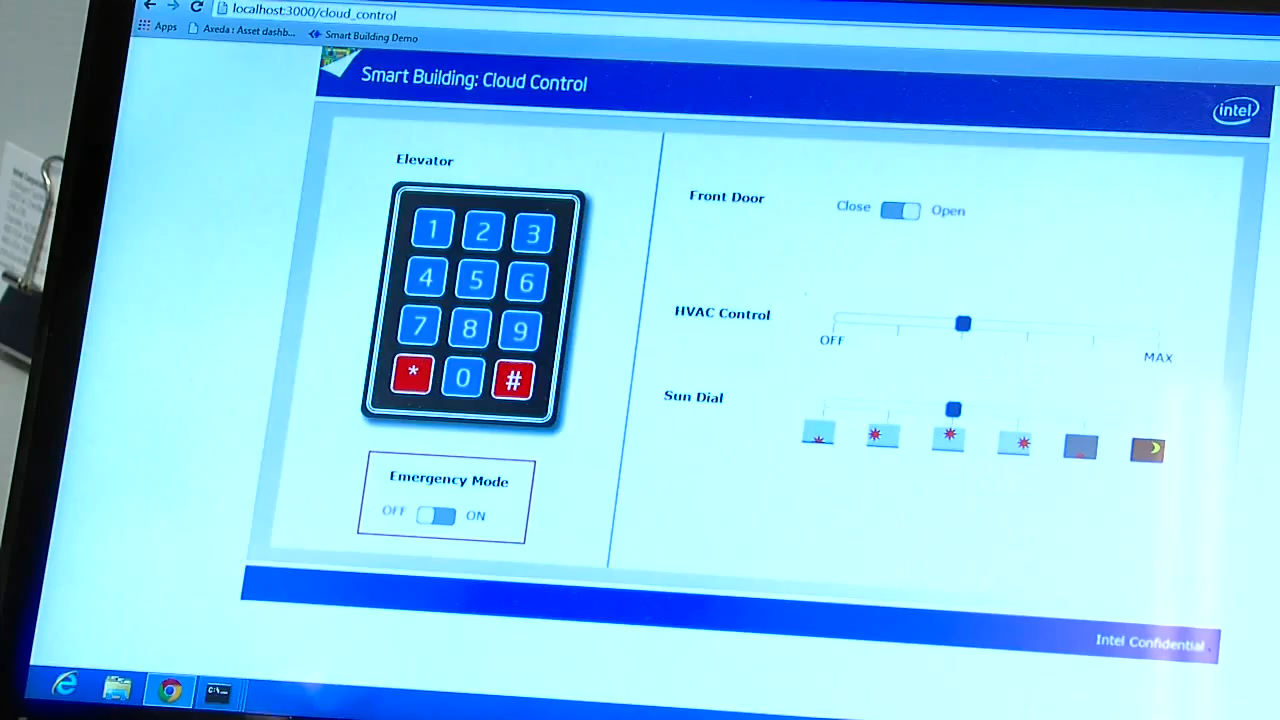 localhost:3000/cloud_control
Apps
Axeda : Asset dashb...
Smart Building Demo
Smart Building: Cloud Control
intel
Elevator
1 2 3
4 5 6
7 8 9
* 0 #
Emergency Mode
OFF ON
Front Door
Close Open
HVAC Control
OFF MAX
Sun Dial
Intel Confidential
C:\